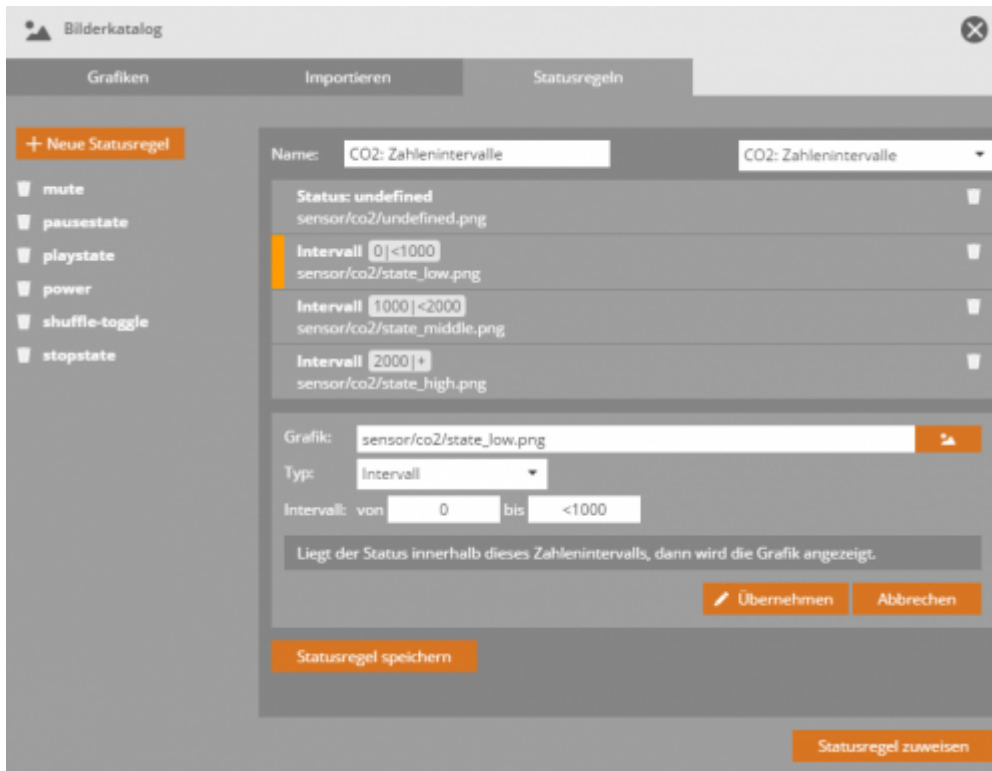 Bilderkatalog
Grafiken Importieren Statusregeln
+ Neue Statusregel
mute
pausestate
playstate
power
shuffle-toggle
stopstate
Name: CO2: Zahlenintervalle CO2: Zahlenintervalle
Status: undefined
sensor/co2/undefined.png
Intervall 0|<1000
sensor/co2/state_low.png
Intervall 1000|<2000
sensor/co2/state_middle.png
Intervall 2000|+
sensor/co2/state_high.png
Grafik: sensor/co2/state_low.png
Typ: Intervall
Intervall: von 0 bis <1000
Liegt der Status innerhalb dieses Zahlenintervalls, dann wird die Grafik angezeigt.
Übernehmen Abbrechen
Statusregel speichern
Statusregel zuweisen